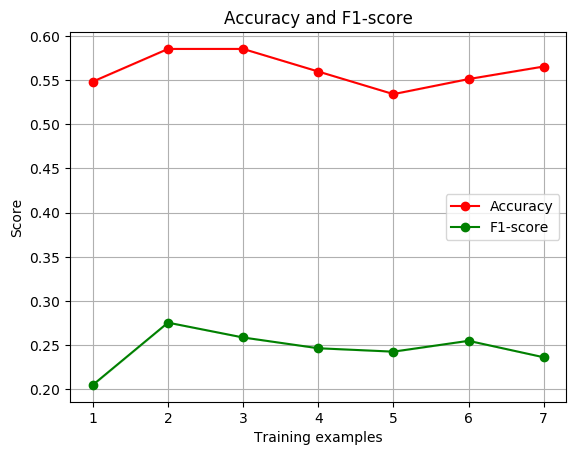 Accuracy and F1-score
0.60
0.55
0.50
0.45
0.40
0.35
0.30
0.25
0.20
Score
Accuracy
F1-score
1 2 3 4 5 6 7
Training examples